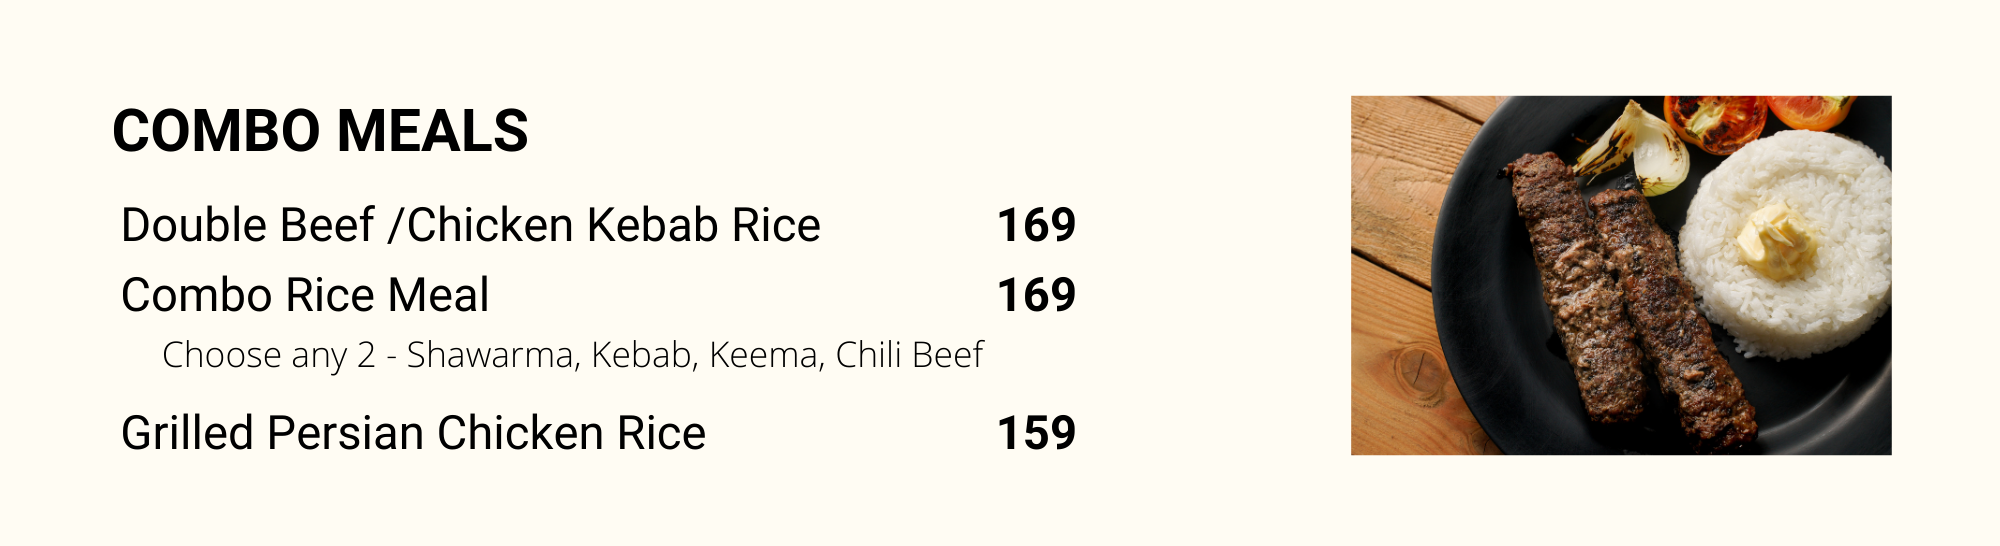 COMBO MEALS
Double Beef /Chicken Kebab Rice 169
Combo Rice Meal 169
Choose any 2 - Shawarma, Kebab, Keema, Chili Beef
Grilled Persian Chicken Rice 159